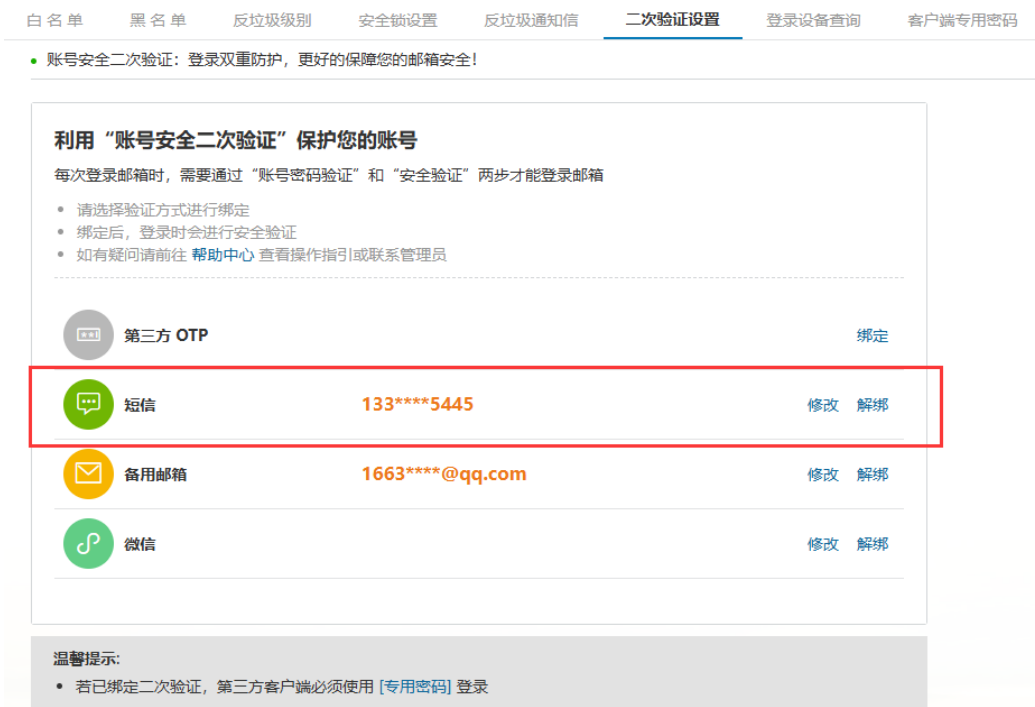 白 名 单 黑 名 单 反垃圾级别 安全锁设置 反垃圾通知信 二次验证设置 登录设备查询 客户端专用密码
• 账号安全二次验证：登录双重防护，更好的保障您的邮箱安全!
利用“账号安全二次验证”保护您的账号
每次登录邮箱时，需要通过“账号密码验证”和“安全验证”两步才能登录邮箱
• 请选择验证方式进行绑定
• 绑定后，登录时会进行安全验证
• 如有疑问请前往 帮助中心 查看操作指引或联系管理员
第三方 OTP 绑定
短信 133****5445 修改 解绑
备用邮箱 1663****@qq.com 修改 解绑
微信 修改 解绑
温馨提示:
• 若已绑定二次验证，第三方客户端必须使用 [专用密码] 登录